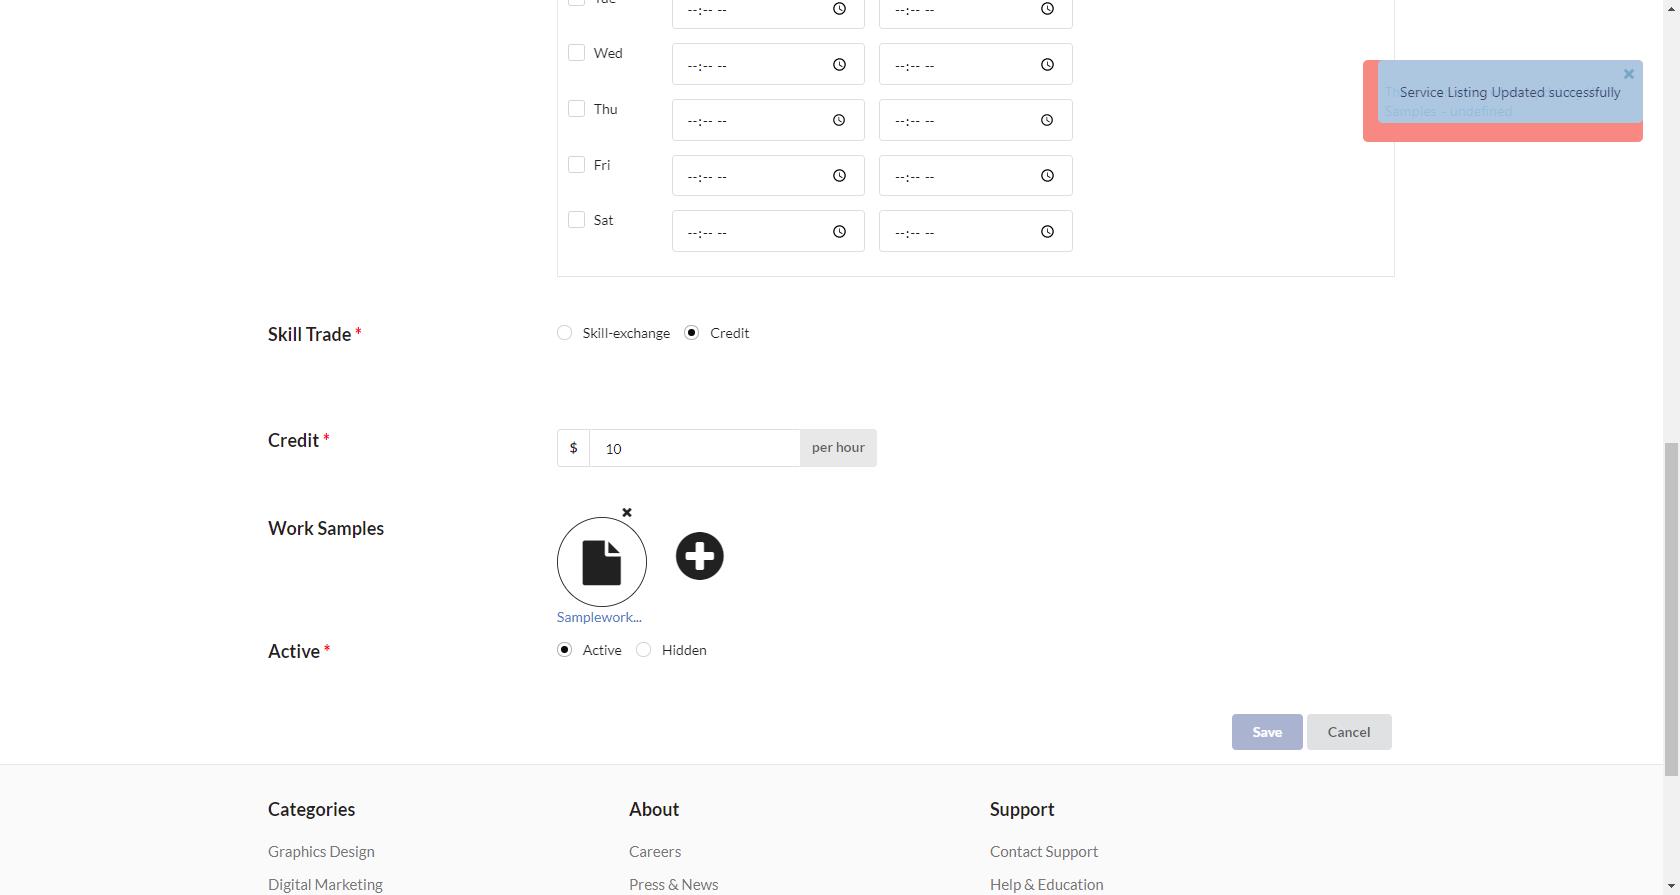 Tue
--:-- --
--:-- --
Wed
--:-- --
--:-- --
Service Listing Updated successfully
Samples - undefined
Thu
--:-- --
--:-- --
Fri
--:-- --
--:-- --
Sat
--:-- --
--:-- --
Skill Trade *
Skill-exchange
Credit
Credit *
$
10
per hour
Work Samples
Samplework...
Active *
Active
Hidden
Save
Cancel
Categories
About
Support
Graphics Design
Careers
Contact Support
Digital Marketing
Press & News
Help & Education